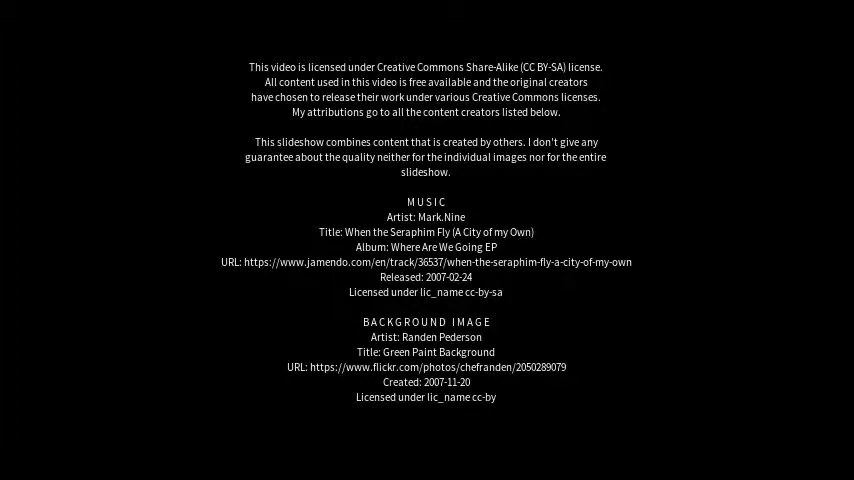 This video is licensed under Creative Commons Share-Alike (CC BY-SA) license.
All content used in this video is free available and the original creators
have chosen to release their work under various Creative Commons licenses.
My attributions go to all the content creators listed below.
This slideshow combines content that is created by others. I don't give any
guarantee about the quality neither for the individual images nor for the entire
slideshow.
MUSIC
Artist: Mark.Nine
Title: When the Seraphim Fly (A City of my Own)
Album: Where Are We Going EP
URL: https://www.jamendo.com/en/track/36537/when-the-seraphim-fly-a-city-of-my-own
Released: 2007-02-24
Licensed under lic_name cc-by-sa
BACKGROUND IMAGE
Artist: Randen Pederson
Title: Green Paint Background
URL: https://www.flickr.com/photos/chefranden/2050289079
Created: 2007-11-20
Licensed under lic_name cc-by